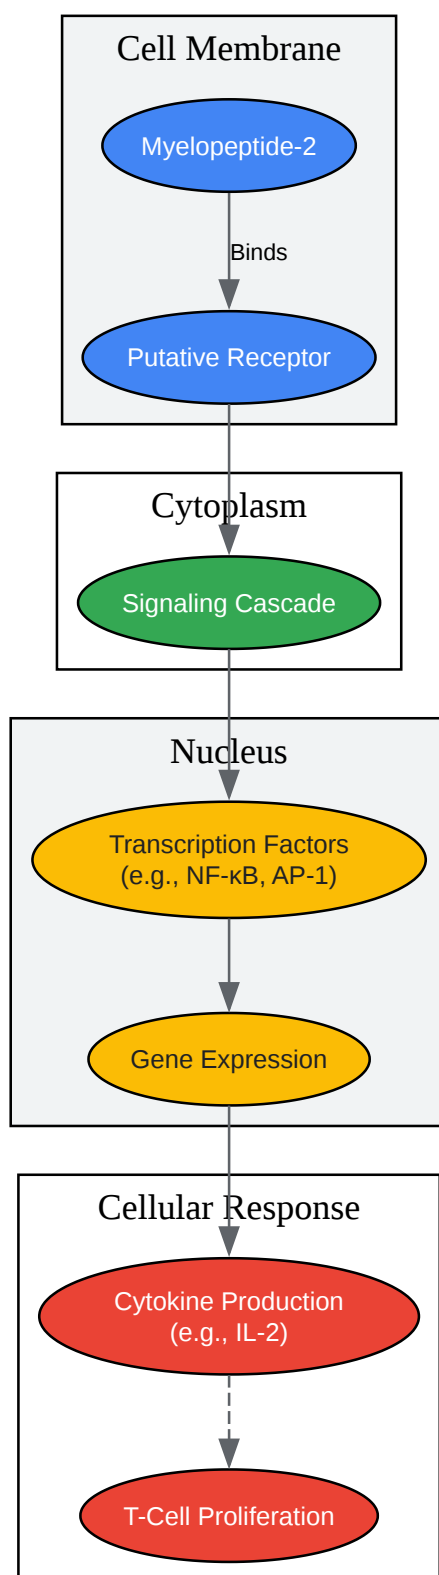 Cell Membrane
Myelopeptide-2
Binds
Putative Receptor
Cytoplasm
Signaling Cascade
Nucleus
Transcription Factors
(e.g., NF-κB, AP-1)
Gene Expression
Cellular Response
Cytokine Production
(e.g., IL-2)
T-Cell Proliferation